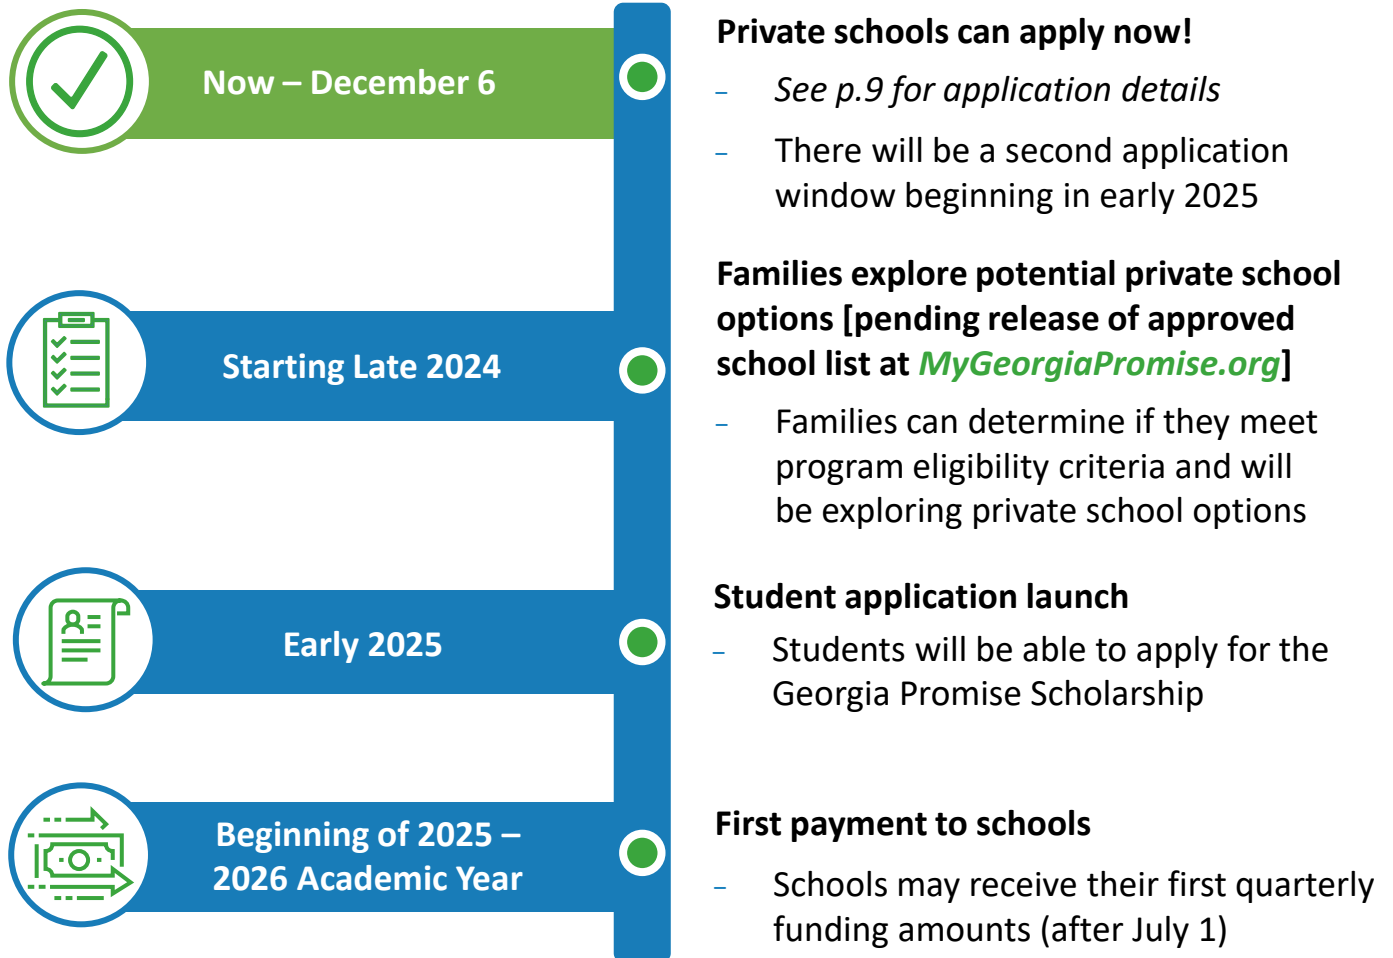 Now – December 6
Private schools can apply now!
– See p.9 for application details
– There will be a second application
window beginning in early 2025
Starting Late 2024
Families explore potential private school
options [pending release of approved
school list at MyGeorgiaPromise.org]
– Families can determine if they meet
program eligibility criteria and will
be exploring private school options
Early 2025
Student application launch
– Students will be able to apply for the
Georgia Promise Scholarship
Beginning of 2025 –
2026 Academic Year
First payment to schools
– Schools may receive their first quarterly
funding amounts (after July 1)